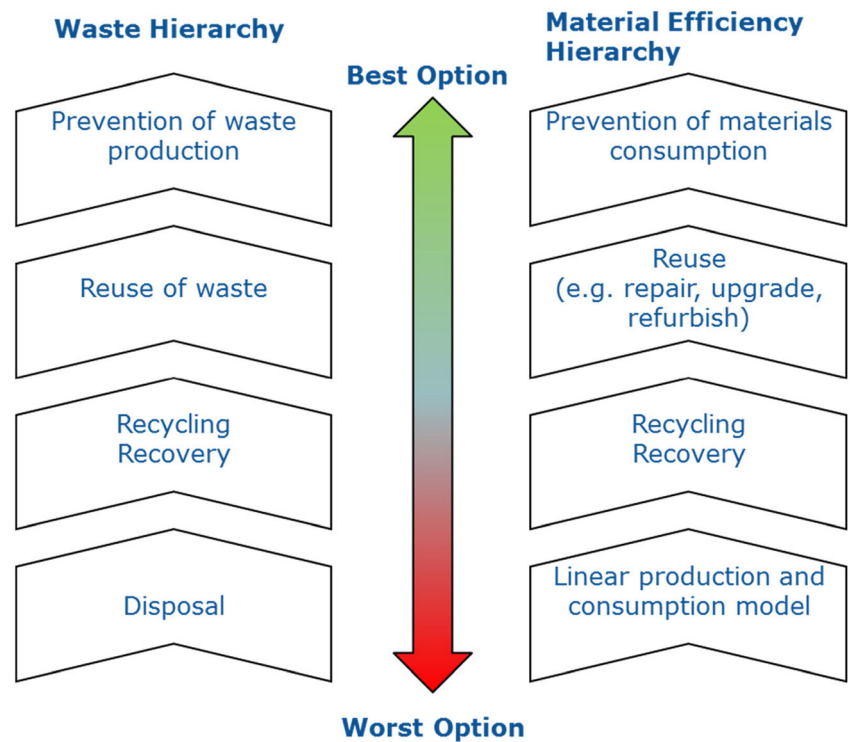 Waste Hierarchy
Prevention of waste
production
Reuse of waste
Recycling
Recovery
Disposal
Best Option
Worst Option
Material Efficiency
Hierarchy
Prevention of materials
consumption
Reuse
(e.g. repair, upgrade,
refurbish)
Recycling
Recovery
Linear production and
consumption model